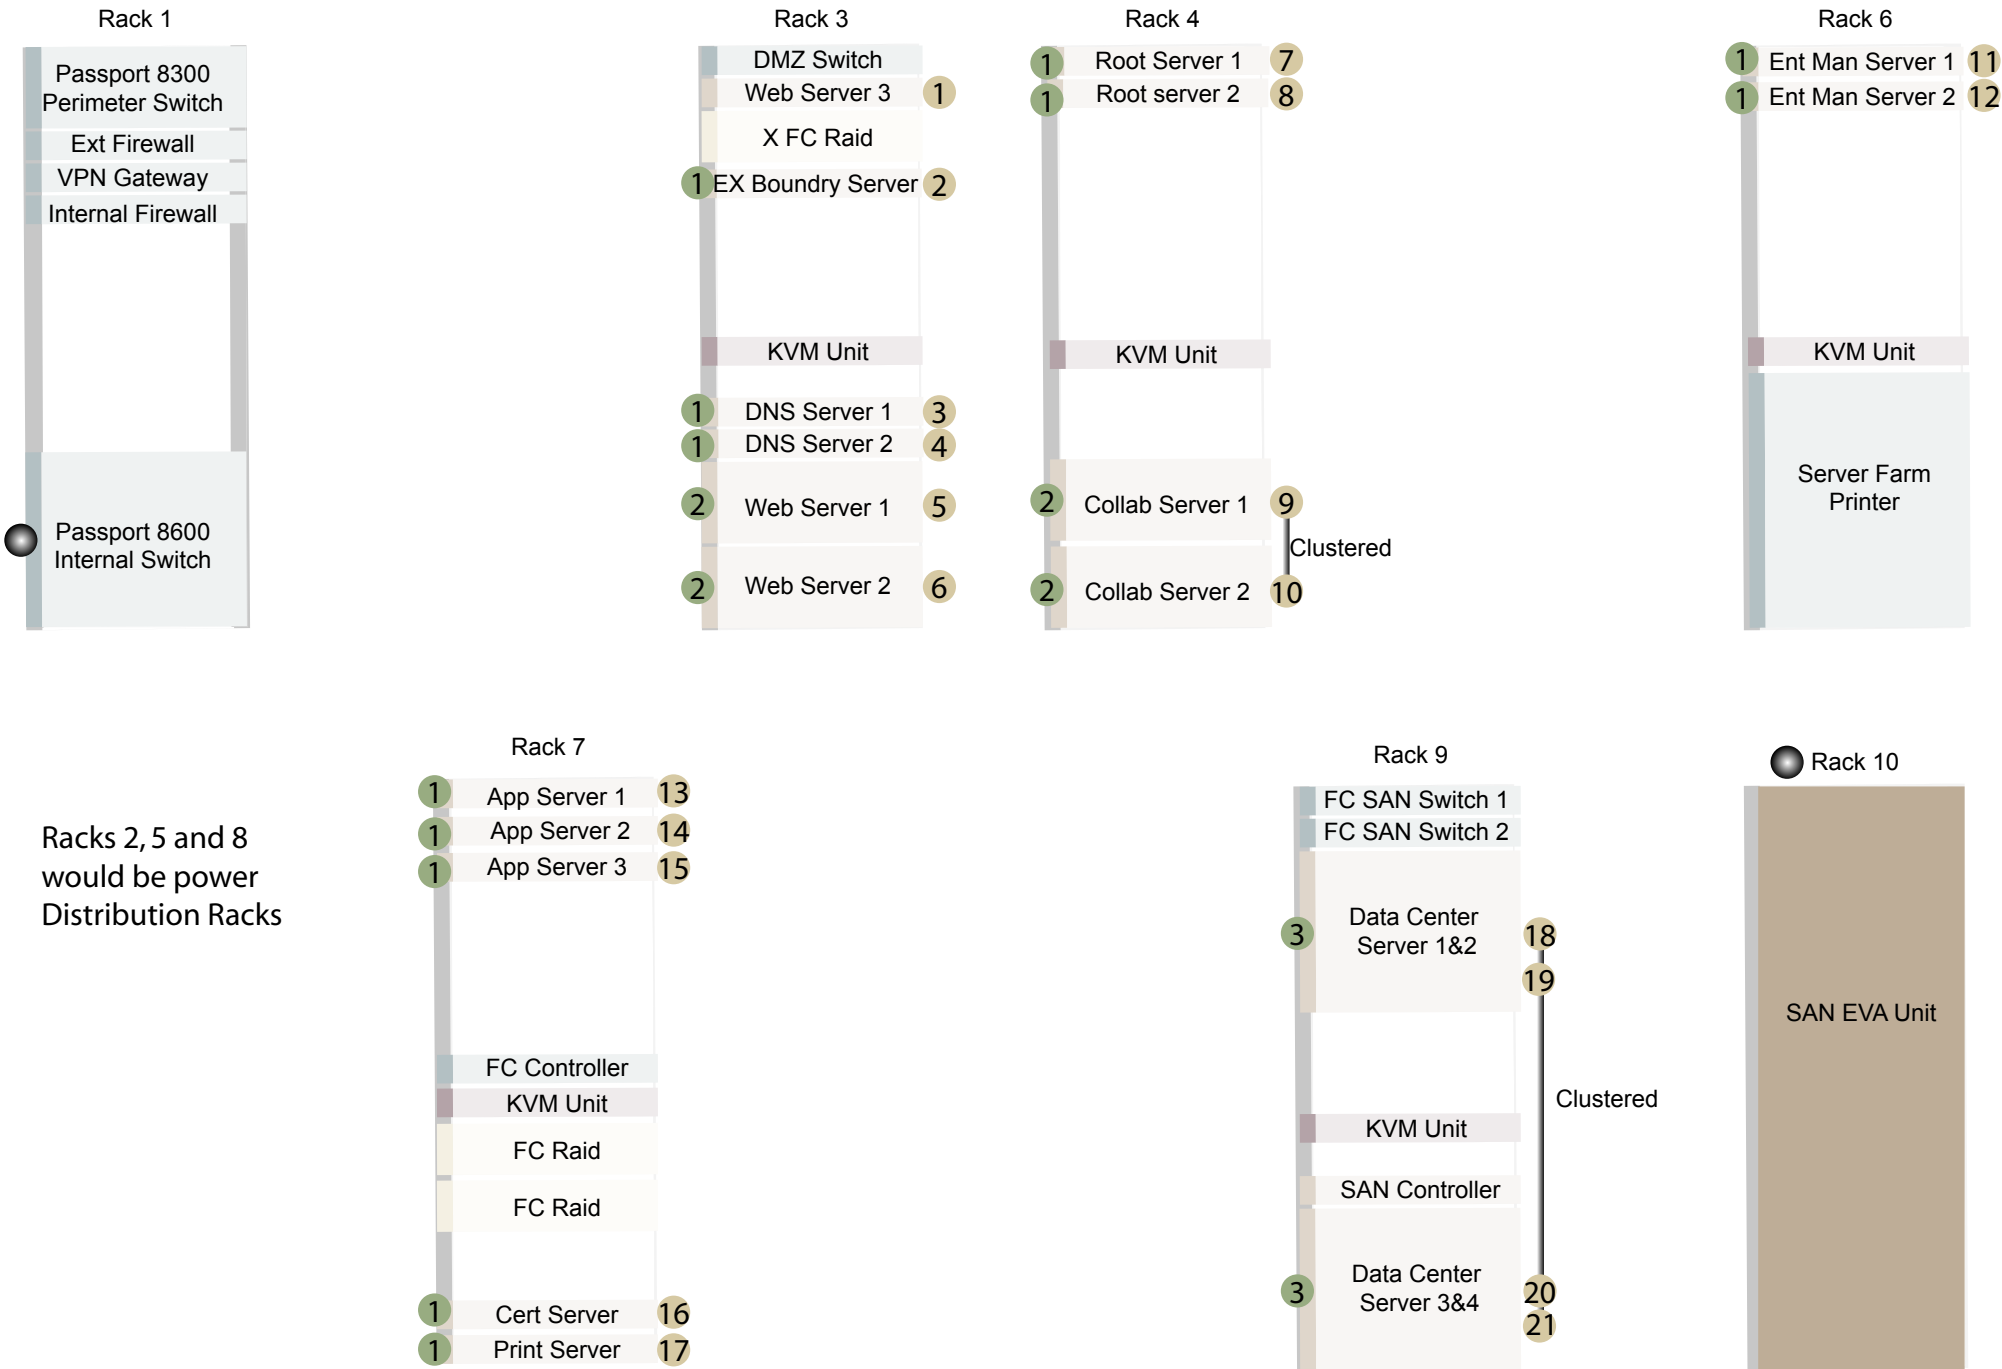 Rack 1
Passport 8300
Perimeter Switch
Ext Firewall
VPN Gateway
Internal Firewall
Passport 8600
Internal Switch
Rack 3
DMZ Switch
Web Server 3 1
X FC Raid
1 EX Boundry Server 2
KVM Unit
1 DNS Server 1 3
1 DNS Server 2 4
2 Web Server 1 5
2 Web Server 2 6
Rack 4
1 Root Server 1 7
1 Root server 2 8
KVM Unit
2 Collab Server 1 9
Clustered
2 Collab Server 2 10
Rack 6
1 Ent Man Server 1 11
1 Ent Man Server 2 12
KVM Unit
Server Farm
Printer
Racks 2, 5 and 8
would be power
Distribution Racks
Rack 7
1 App Server 1 13
1 App Server 2 14
1 App Server 3 15
FC Controller
KVM Unit
FC Raid
FC Raid
1 Cert Server 16
1 Print Server 17
Rack 9
FC SAN Switch 1
FC SAN Switch 2
Data Center
3 Server 1&2 18
19
Clustered
KVM Unit
SAN Controller
Data Center
3 Server 3&4 20
21
Rack 10
SAN EVA Unit